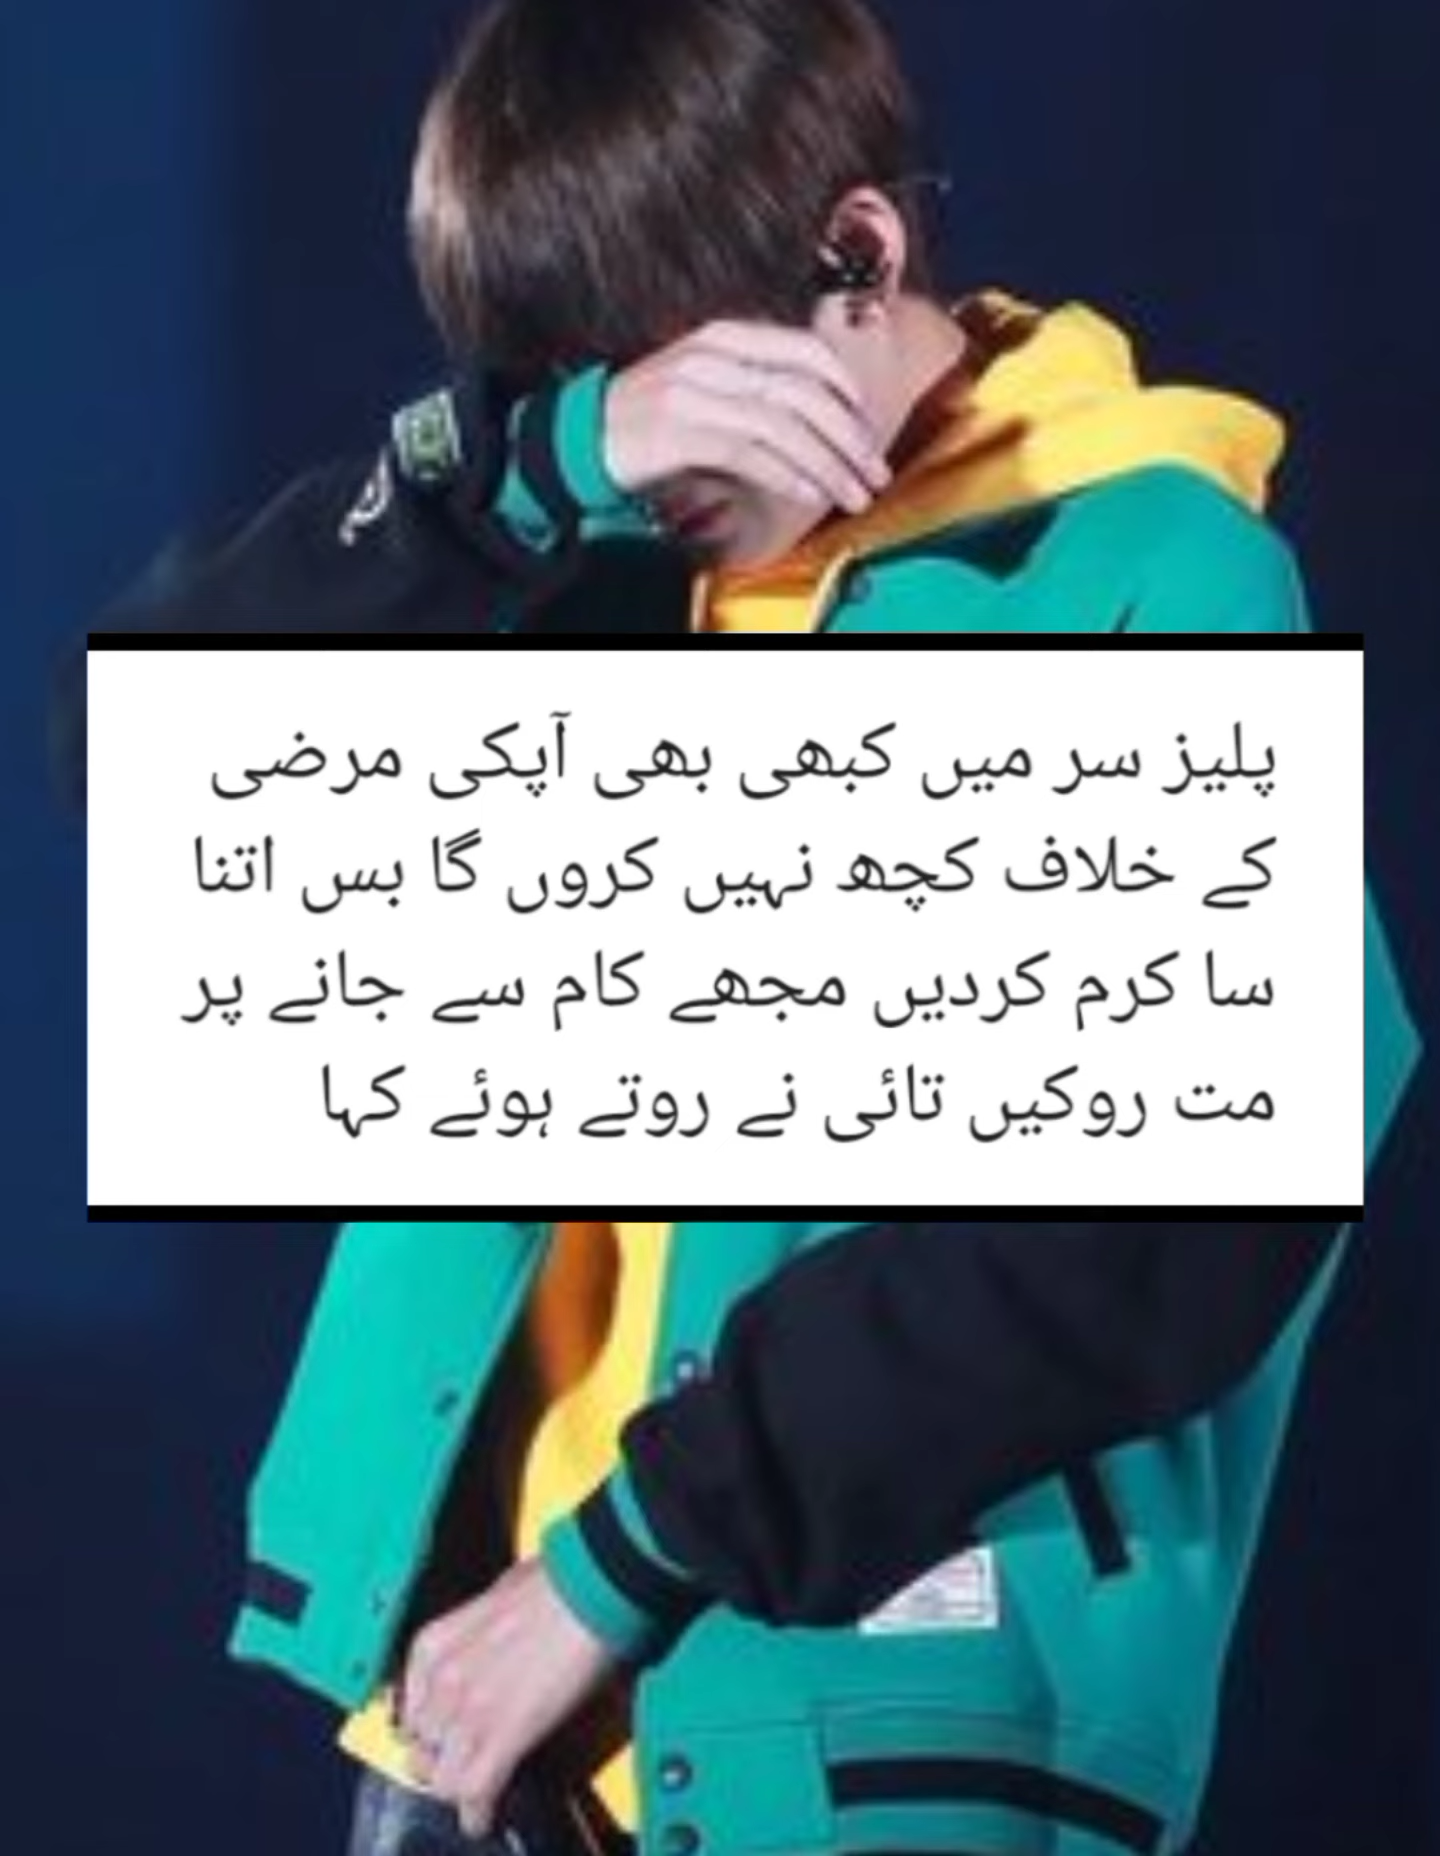 پلیز سر میں کبھی بھی آپکی مرضی
کے خلاف کچھ نہیں کروں گا بس اتنا
سا کرم کردیں مجھے کام سے جانے پر
مت روکیں تائی نے روتے ہوئے کہا